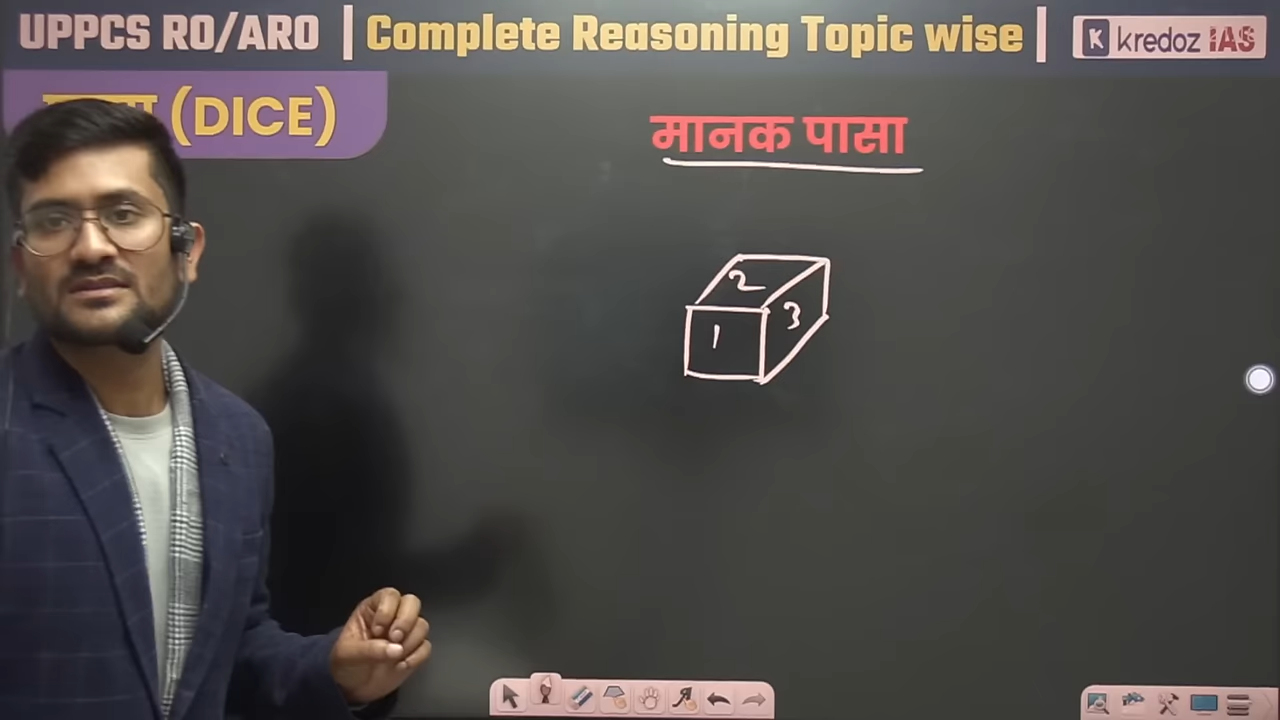 UPPCS RO/ARO | Complete Reasoning Topic wise |
K kredoz IAS
(DICE)
मानक पासा
2
1
3